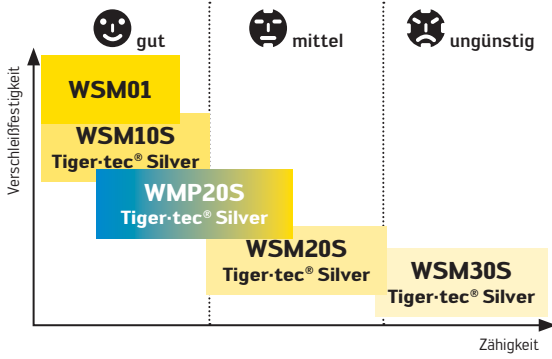 gut
mittel
ungünstig
Verschleißfestigkeit
WSM01
WSM10S
Tiger·tec® Silver
WMP20S
Tiger·tec® Silver
WSM20S
Tiger·tec® Silver
WSM30S
Tiger·tec® Silver
Zähigkeit